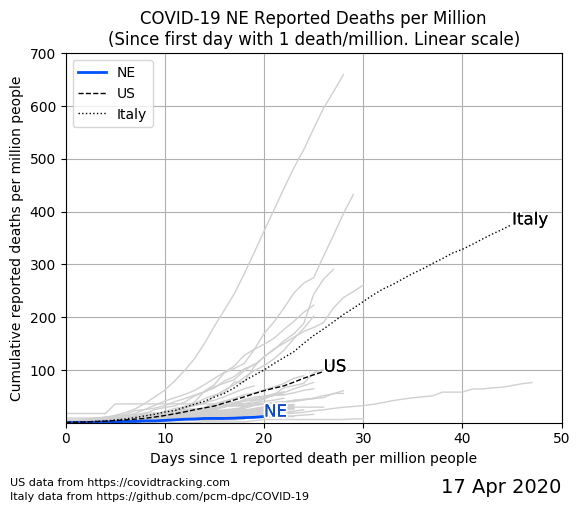 COVID-19 NE Reported Deaths per Million
(Since first day with 1 death/million. Linear scale)
700
600
500
400
300
200
100
NE
US
Italy
Italy
US
NE
Cumulative reported deaths per million people
0
10
20
30
40
50
Days snce 1 reported death per million people
US data from https://covidtracking.com
Italy data from https://github.com/pcm-dpc/COVID-19
17 Apr 2020